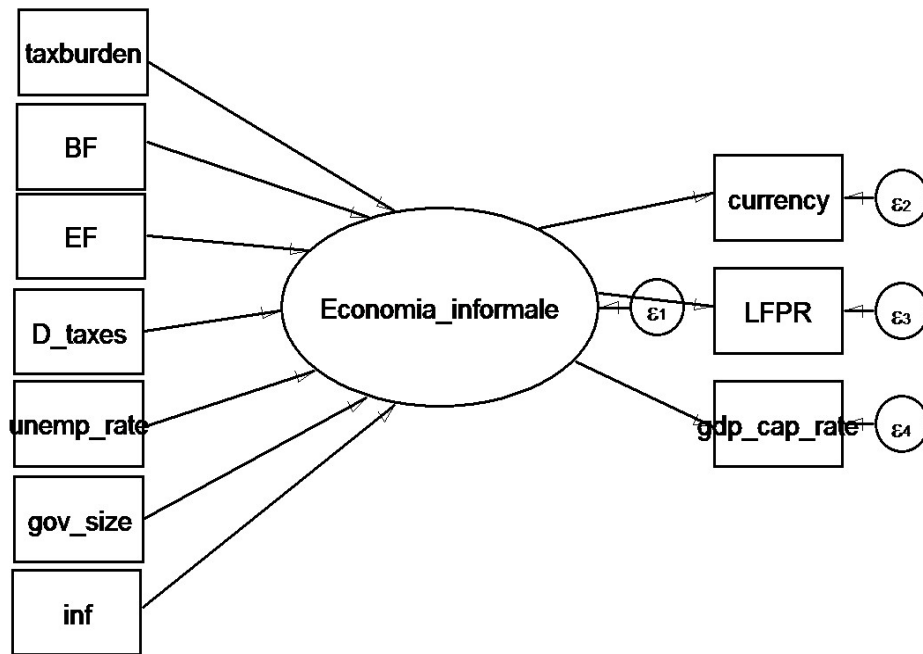 taxburden
BF
EF
D_taxes
unemp_rate
gov_size
inf
Economia_informale
ε1
currency
ε2
LFPR
ε3
gdp_cap_rate
ε4